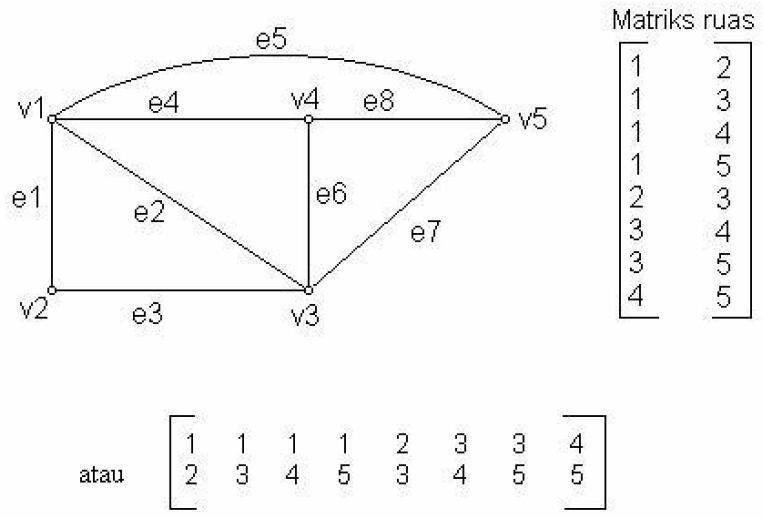 Matriks ruas
e5
v1 e4 v4 e8 v5
e1 e2 e6 e7
v2 e3 v3
1 2
1 3
1 4
1 5
2 3
3 4
3 5
4 5
atau
1 1 1 1 2 3 3 4
2 3 4 5 3 4 5 5